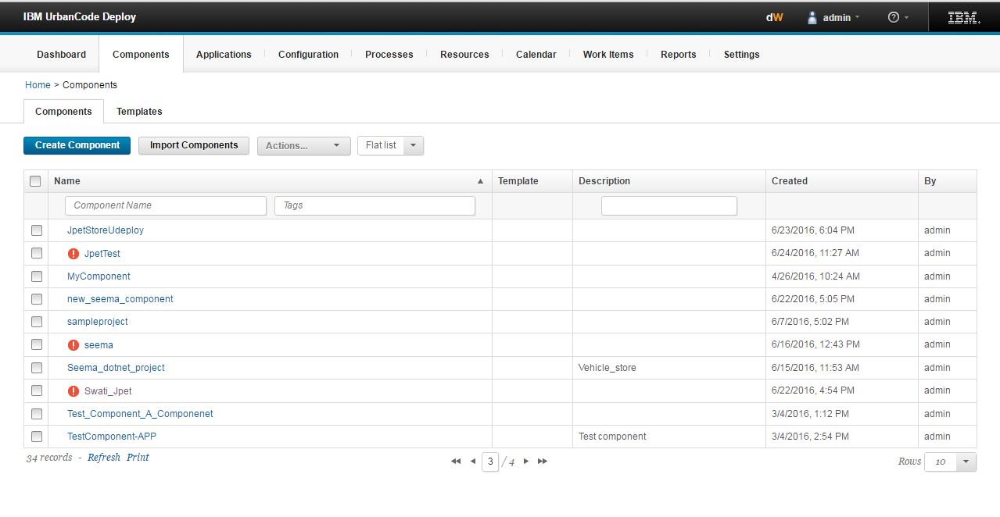 IBM UrbanCode Deploy dW admin ? IBM.
Dashboard Components Applications Configuration Processes Resources Calendar Work Items Reports Settings
Home > Components
Components Templates
Create Component Import Components Actions... Flat list
Name Template Description Created By
Component Name Tags
JpetStoreUdeploy 6/23/2016, 6:04 PM admin
! JpetTest 6/24/2016, 11:27 AM admin
MyComponent 4/26/2016, 10:24 AM admin
new_seema_component 6/22/2016, 5:05 PM admin
sampleproject 6/7/2016, 5:02 PM admin
! seema 6/16/2016, 12:43 PM admin
Seema_dotnet_project Vehicle_store 6/15/2016, 11:53 AM admin
! Swati_Jpet 6/22/2016, 4:54 PM admin
Test_Component_A_Componenet 3/4/2016, 1:12 PM admin
TestComponent-APP Test component 3/4/2016, 2:54 PM admin
34 records - Refresh Print 3 / 4 Rows 10